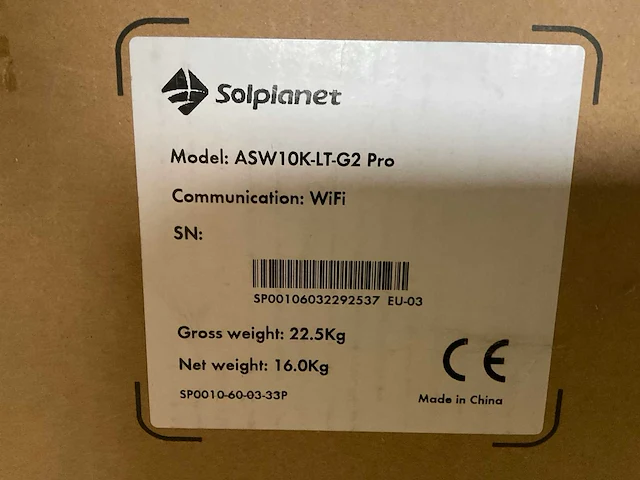 Solplanet
Model: ASW10K-LT-G2 Pro
Communication: WiFi
SN:
SP00106032292537 EU-03
Gross weight: 22.5Kg
Net weight: 16.0Kg
SP0010-60-03-33P
CE
Made in China